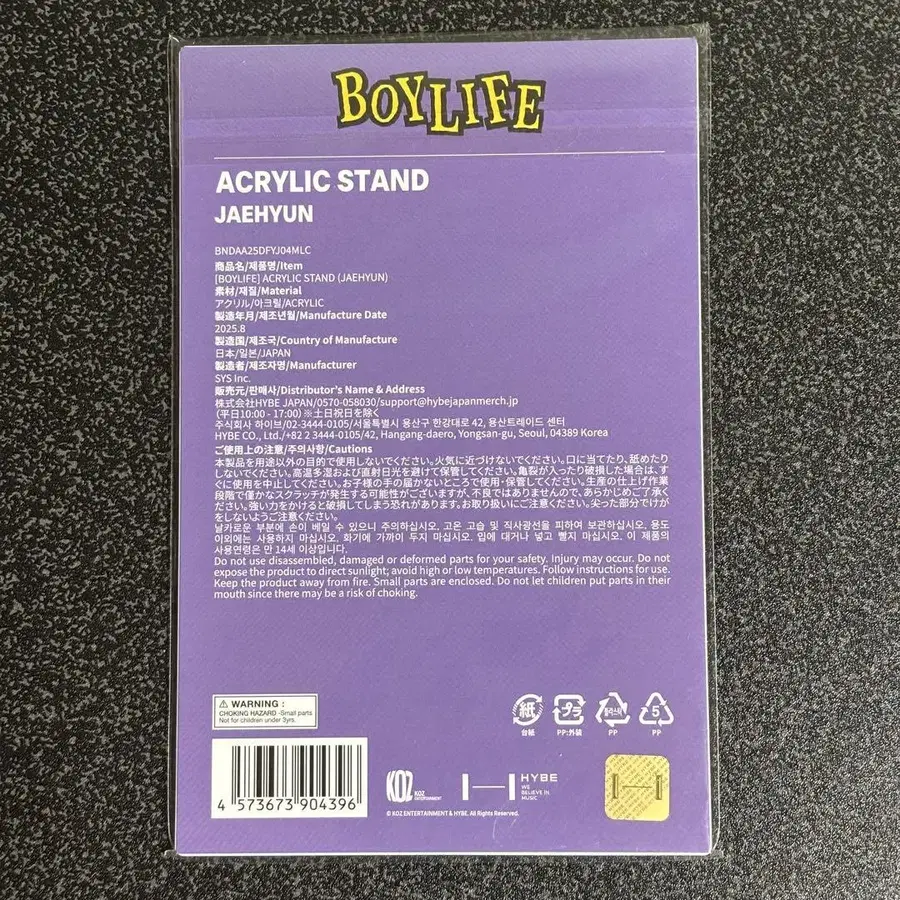 BOYLIFE
ACRYLIC STAND
JAEHYUN
BNDAA25DFYJ04MLC
商品名/제품명/Item
[BOYLIFE] ACRYLIC STAND (JAEHYUN)
素材/재질/Material
アクリル/아크릴/ACRYLIC
製造年月/제조년월/Manufacture Date
2025.8
製造国/제조국/Country of Manufacture
日本/일본/JAPAN
製造者/제조자명/Manufacturer
SYS Inc.
販売元/판매사/Distributor's Name & Address
株式会社HYBE JAPAN/0570-058030/support@hybejapanmerch.jp
(平日10:00 - 17:00)※土日祝日を除く
주식회사 하이브/02-3444-0105/서울특별시 용산구 한강대로 42, 용산트레이드 센터
HYBE CO., Ltd./+82 2 3444-0105/42, Hangang-daero, Yongsan-gu, Seoul, 04389 Korea
ご使用上の注意/주의사항/Cautions
本製品を用途以外の目的で使用しないでください。火気に近づけないでください。口に当てたり、舐めたり
しないでください。高温多湿および直射日光を避けて保管してください。亀裂が入ったり破損した場合は、す
ぐに使用を中止してください。お子様の手の届かないところで使用・保管してください。生産の仕上げ作業
段階で僅かなスクラッチが発生する可能性がございますが、不良ではありませんので、あらかじめご了承く
ださい。強い力をかけると破損してしまう恐れがあります。お取り扱いにご注意ください。尖った部分でけが
をしないようご注意ください。
날카로운 부분에 손이 베일 수 있으니 주의하십시오. 고온 고습 및 직사광선을 피하여 보관하십시오. 용도
이외에는 사용하지 마십시오. 화기에 가까이 두지 마십시오. 입에 대거나 넣고 빨지 마십시오. 이 제품의
사용연령은 만 14세 이상입니다.
Do not use disassembled, damaged or deformed parts for your safety. Injury may occur. Do not
expose the product to direct sunlight; avoid high or low temperatures. Follow instructions for use.
Keep the product away from fire. Small parts are enclosed. Do not let children put parts in their
mouth since there may be a risk of choking.
WARNING :
CHOKING HAZARD -Small parts
Not for children under 3yrs.
紙
台紙
プラ
PP:外装
플라스틱
PP
5
PP
4 573673 904396
KOZ
KOZ
ENTERTAINMENT
HYBE
WE
BELIEVE IN
MUSIC
© KOZ ENTERTAINMENT & HYBE. All Rights Reserved.